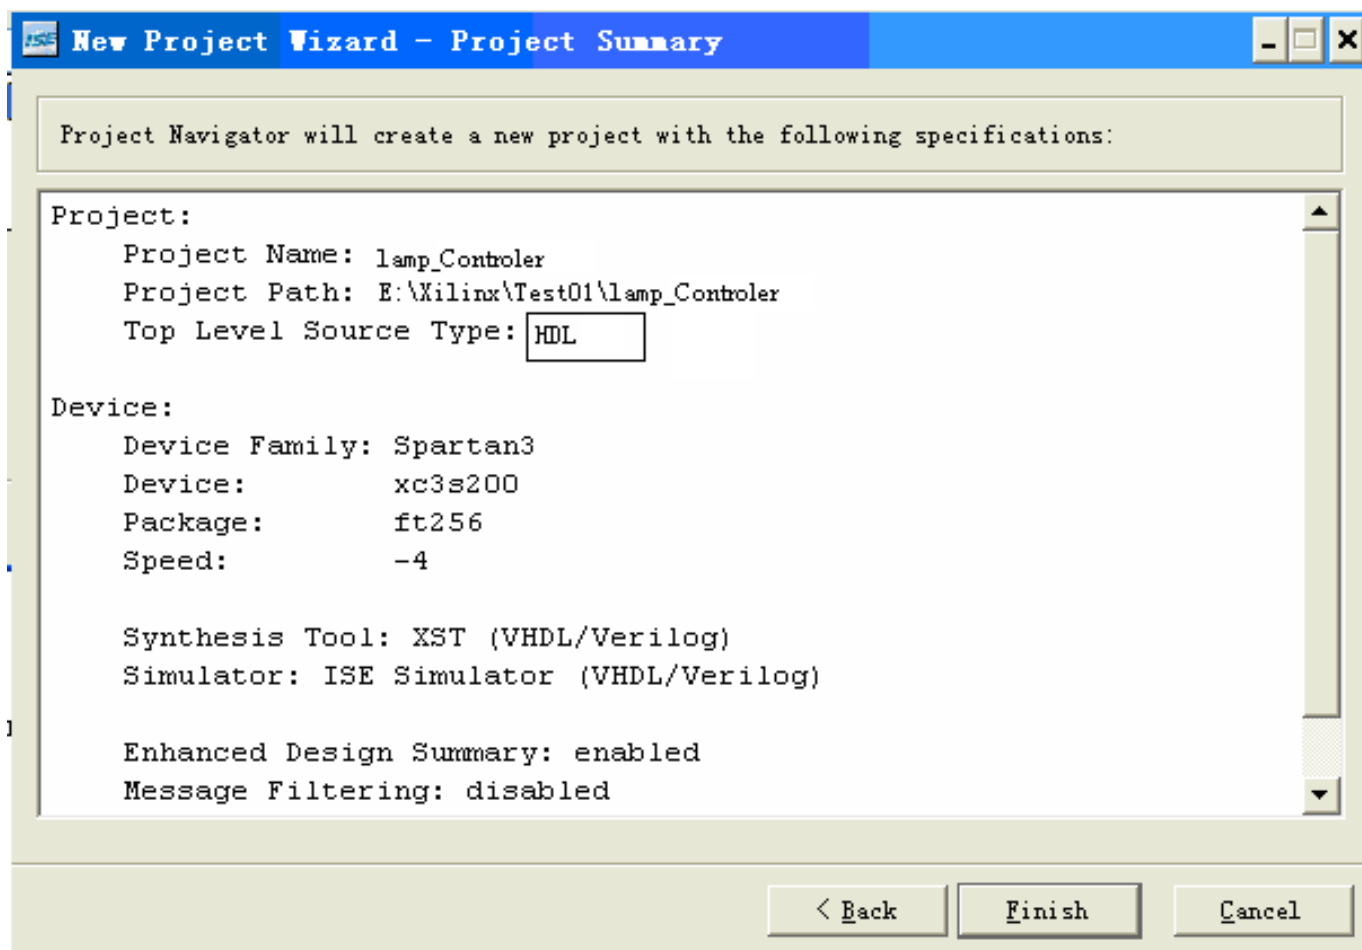 ISE New Project Wizard - Project Summary
Project Navigator will create a new project with the following specifications:
Project:
Project Name: lamp_Controler
Project Path: E:\Xilinx\Test01\lamp_Controler
Top Level Source Type: HDL
Device:
Device Family: Spartan3
Device: xc3s200
Package: ft256
Speed: -4
Synthesis Tool: XST (VHDL/Verilog)
Simulator: ISE Simulator (VHDL/Verilog)
Enhanced Design Summary: enabled
Message Filtering: disabled
< Back Finish Cancel